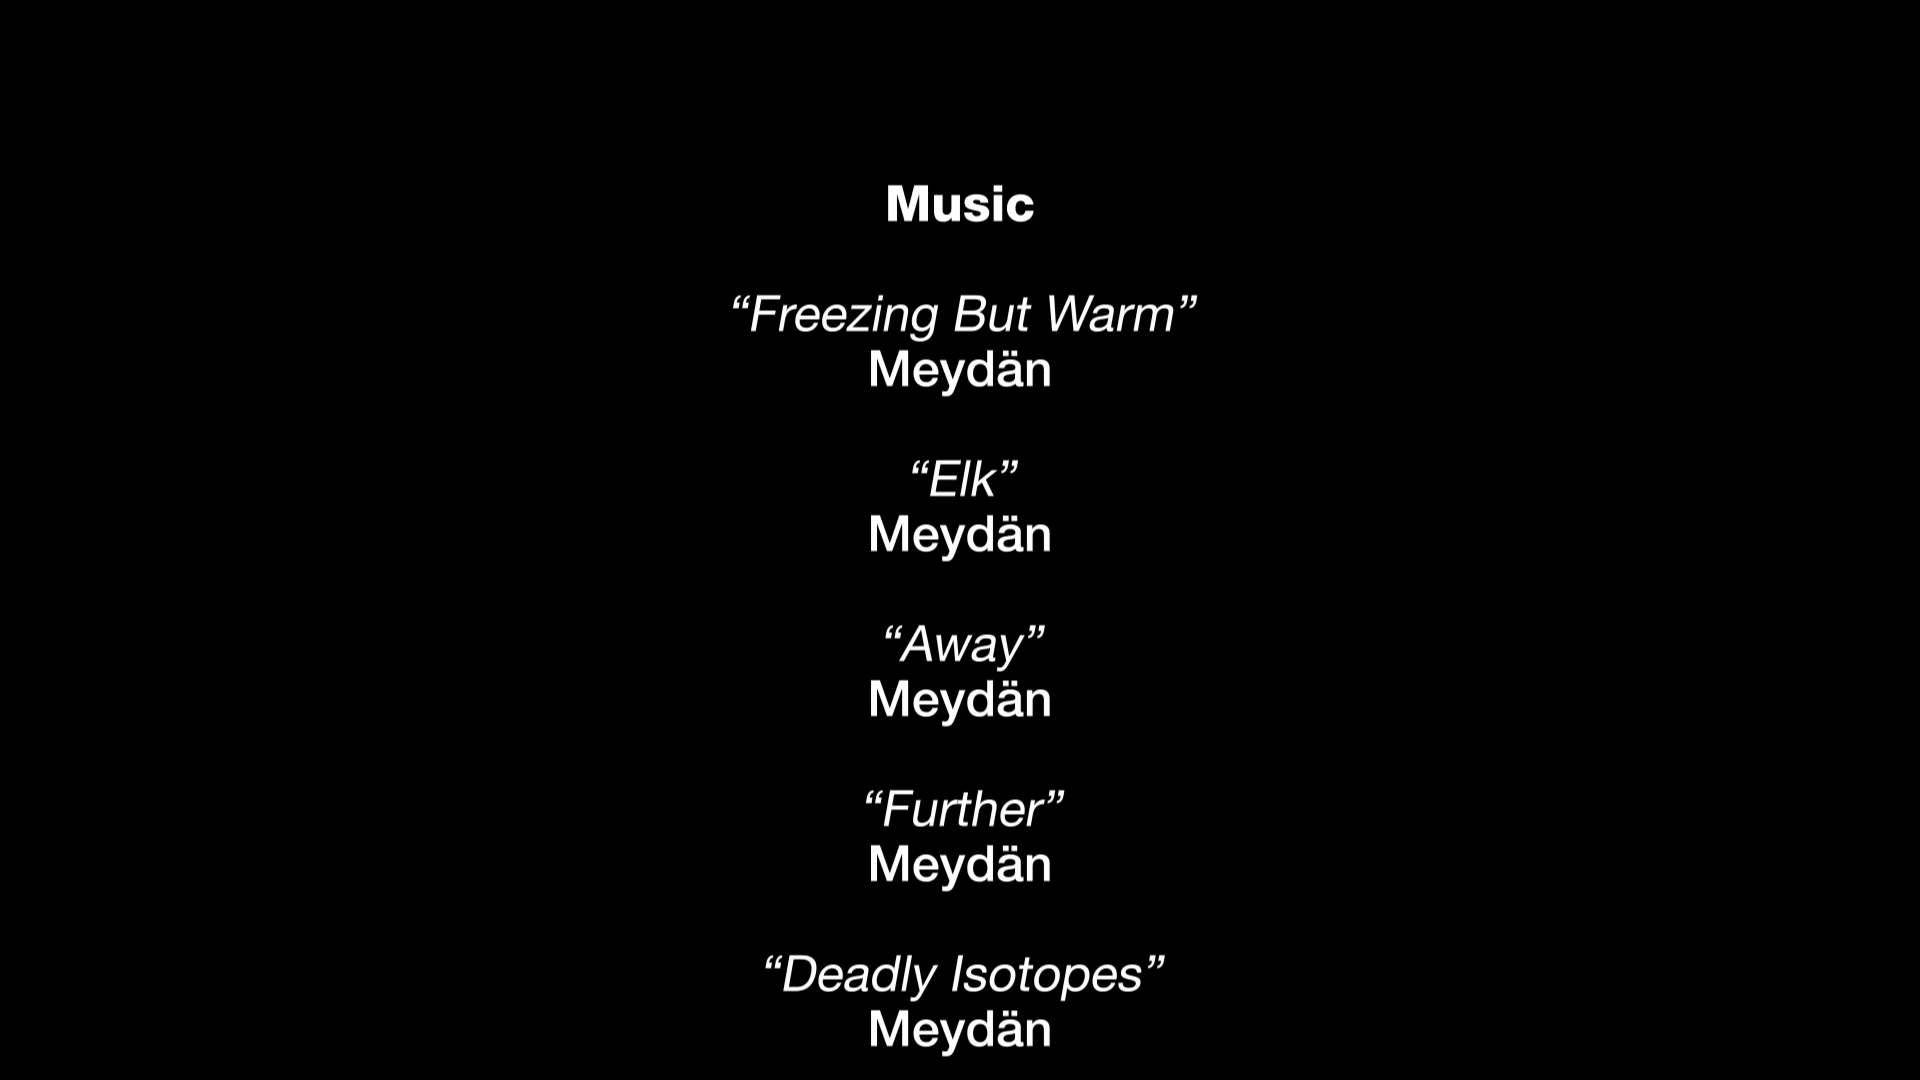 Music
“Freezing But Warm”
Meydän
“Elk”
Meydän
“Away”
Meydän
“Further”
Meydän
“Deadly Isotopes”
Meydän